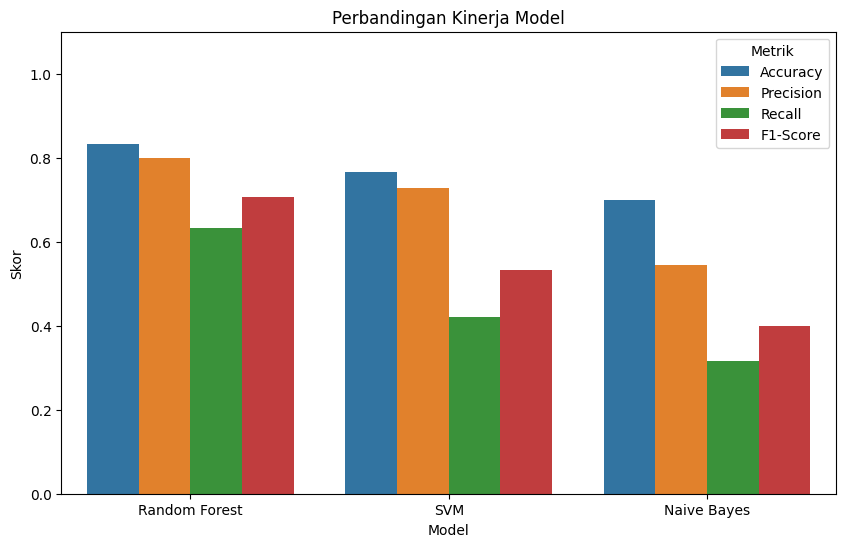 Perbandingan Kinerja Model
Metrik
Accuracy
Precision
Recall
F1-Score
1.0
0.8
0.6
0.4
0.2
0.0
Skor
Random Forest
SVM
Naive Bayes
Model